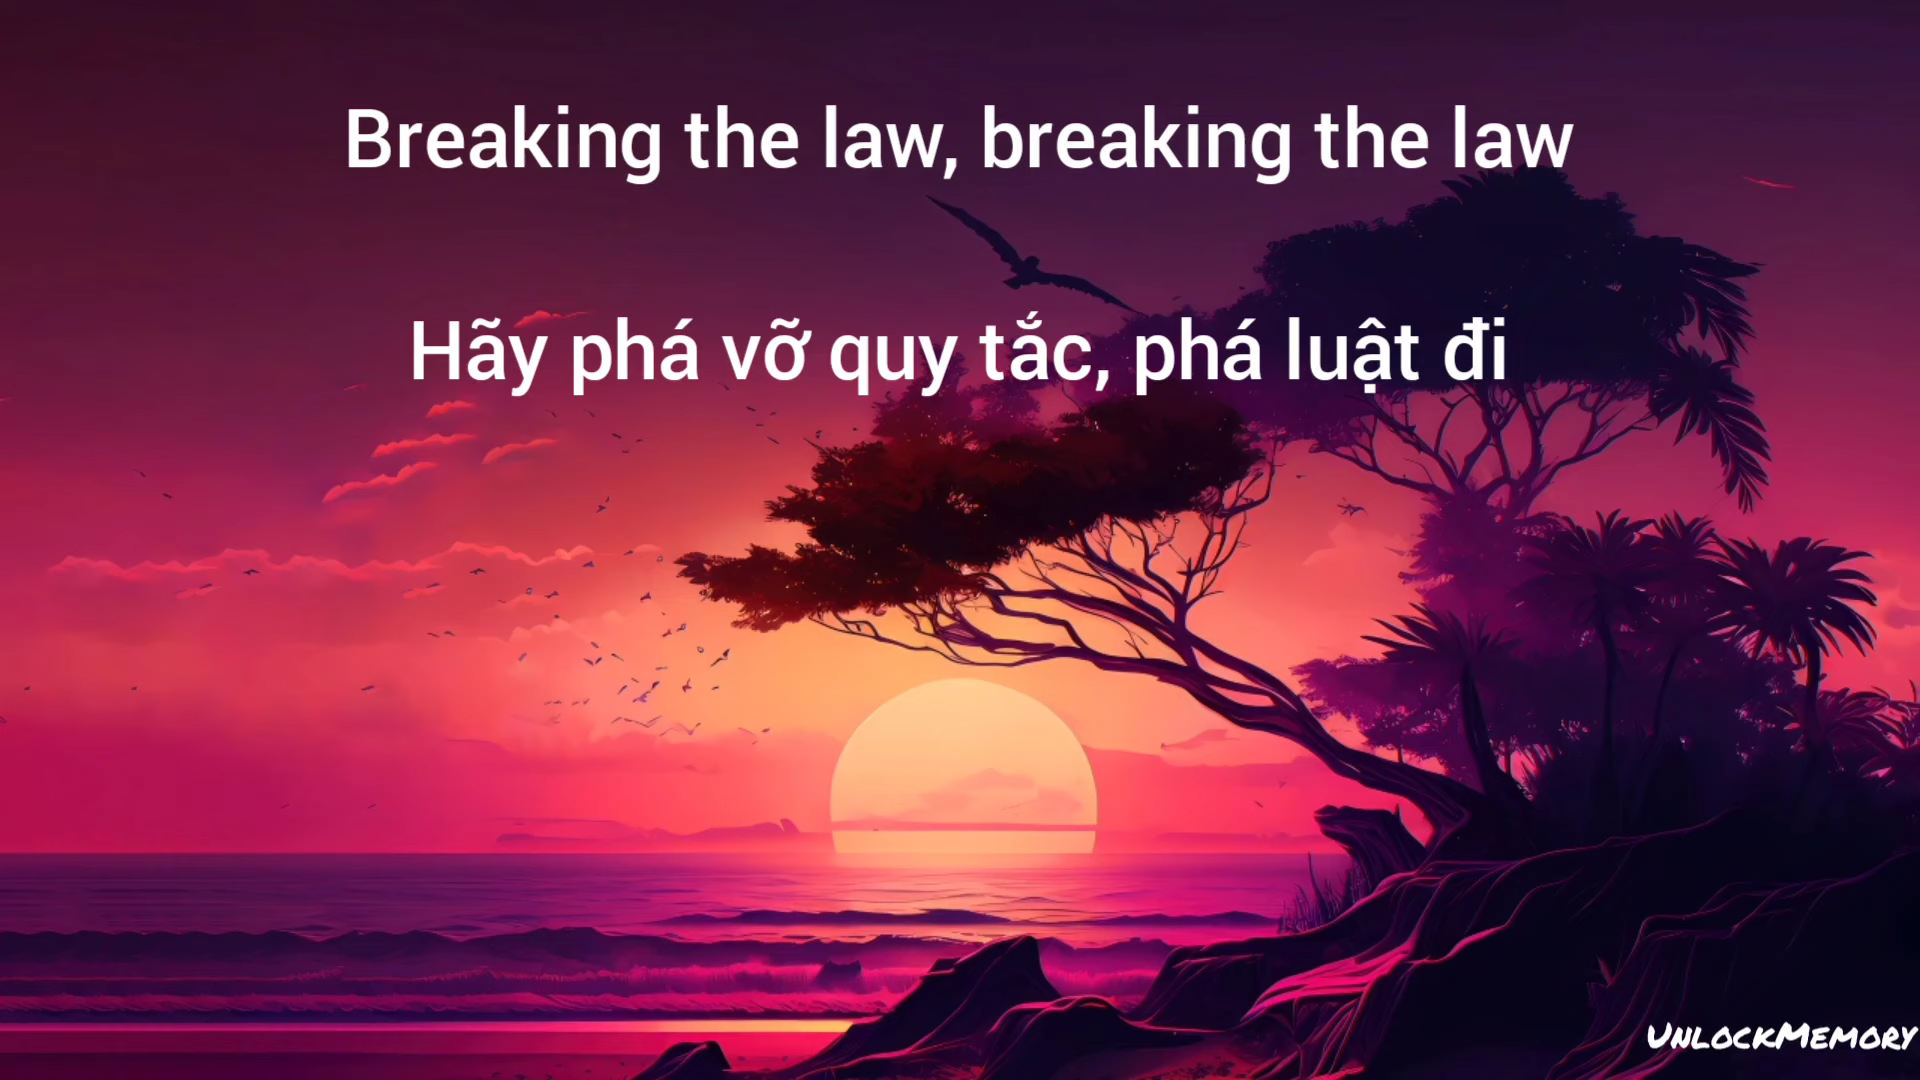 Breaking the law, breaking the law
Hãy phá vỡ quy tắc, phá luật đi
UNLOCKMEMORY